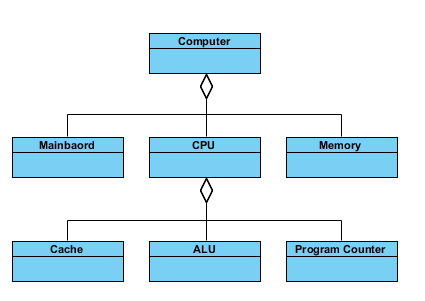 Computer
Mainbaord
CPU
Memory
Cache
ALU
Program Counter